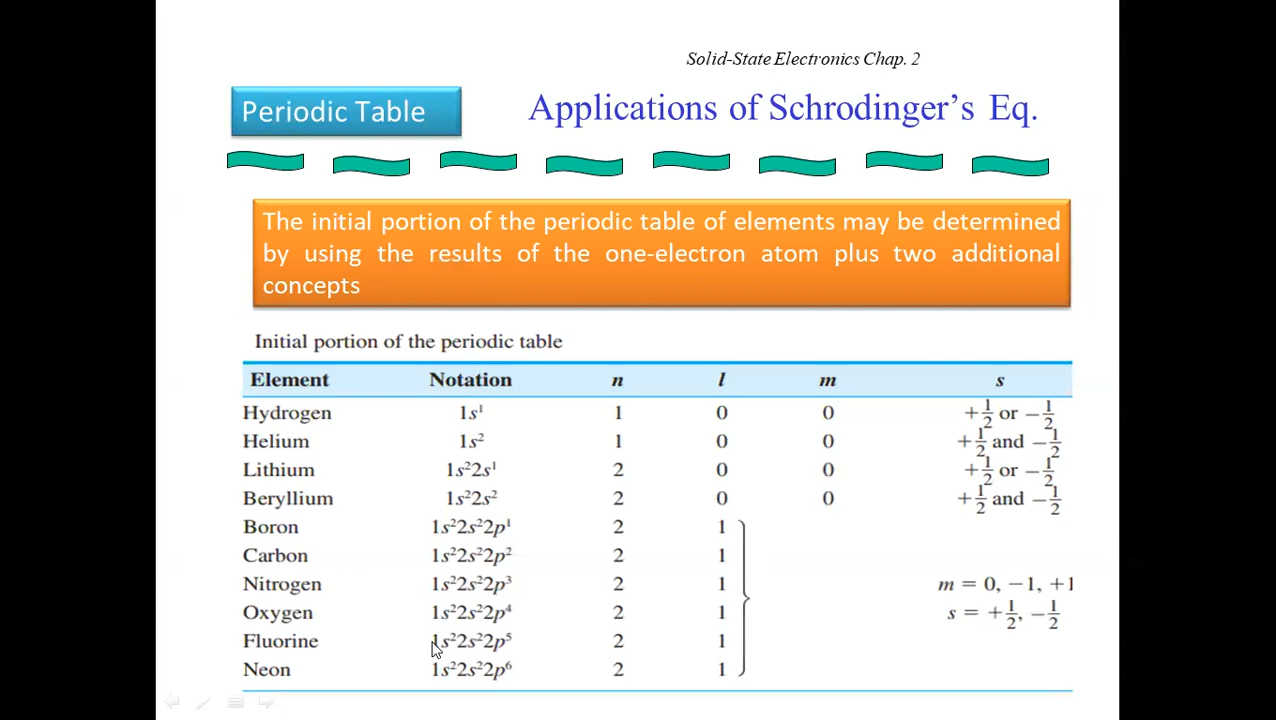 Solid-State Electronics Chap. 2
Periodic Table
Applications of Schrodinger's Eq.
The initial portion of the periodic table of elements may be determined
by using the results of the one-electron atom plus two additional
concepts
Initial portion of the periodic table
Element Notation n l m s
Hydrogen 1s¹ 1 0 0 +½ or −½
Helium 1s² 1 0 0 +½ and −½
Lithium 1s²2s¹ 2 0 0 +½ or −½
Beryllium 1s²2s² 2 0 0 +½ and −½
Boron 1s²2s²2p¹ 2 1
Carbon 1s²2s²2p² 2 1
Nitrogen 1s²2s²2p³ 2 1 m = 0, −1, +1
Oxygen 1s²2s²2p⁴ 2 1 s = +½, −½
Fluorine 1s²2s²2p⁵ 2 1
Neon 1s²2s²2p⁶ 2 1